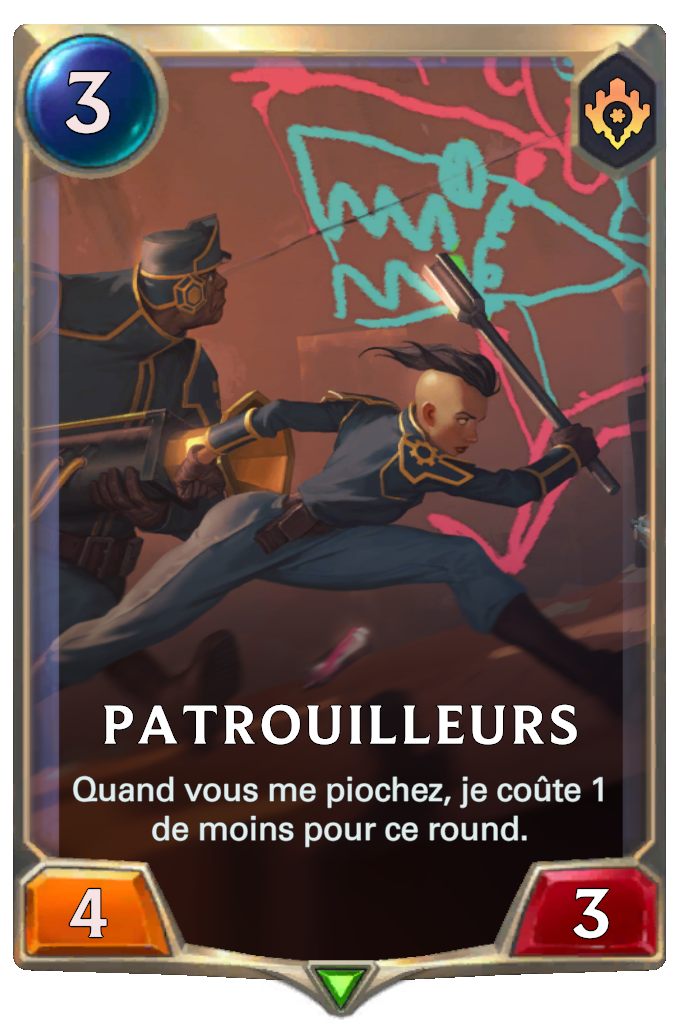 3
PATROUILLEURS
Quand vous me piochez, je coûte 1
de moins pour ce round.
4
3